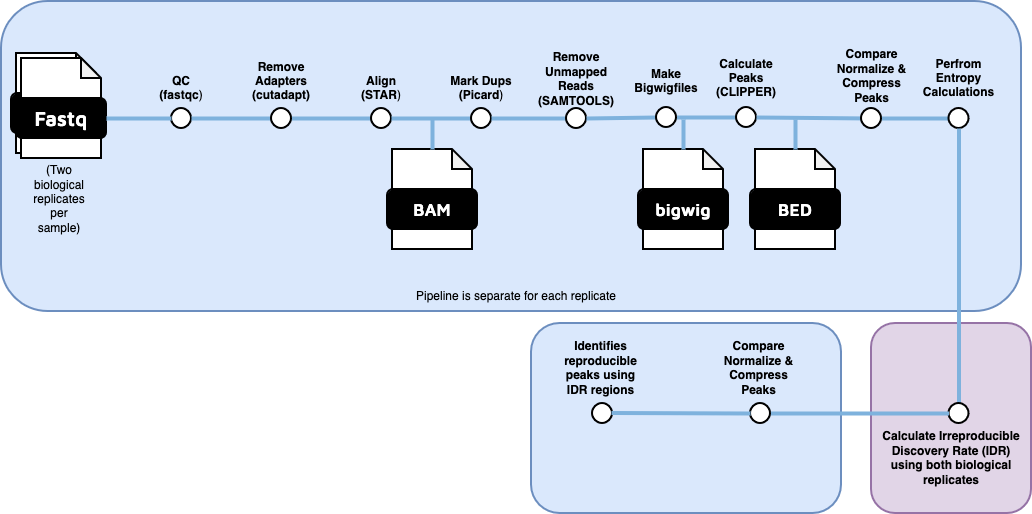 Fastq
(Two
biological
replicates
per
sample)
QC
(fastqc)
Remove
Adapters
(cutadapt)
Align
(STAR)
Mark Dups
(Picard)
Remove
Unmapped
Reads
(SAMTOOLS)
Make
Bigwigfiles
Calculate
Peaks
(CLIPPER)
Compare
Normalize &
Compress
Peaks
Perfrom
Entropy
Calculations
BAM
bigwig
BED
Pipeline is separate for each replicate
Identifies
reproducible
peaks using
IDR regions
Compare
Normalize &
Compress
Peaks
Calculate Irreproducible
Discovery Rate (IDR)
using both biological
replicates